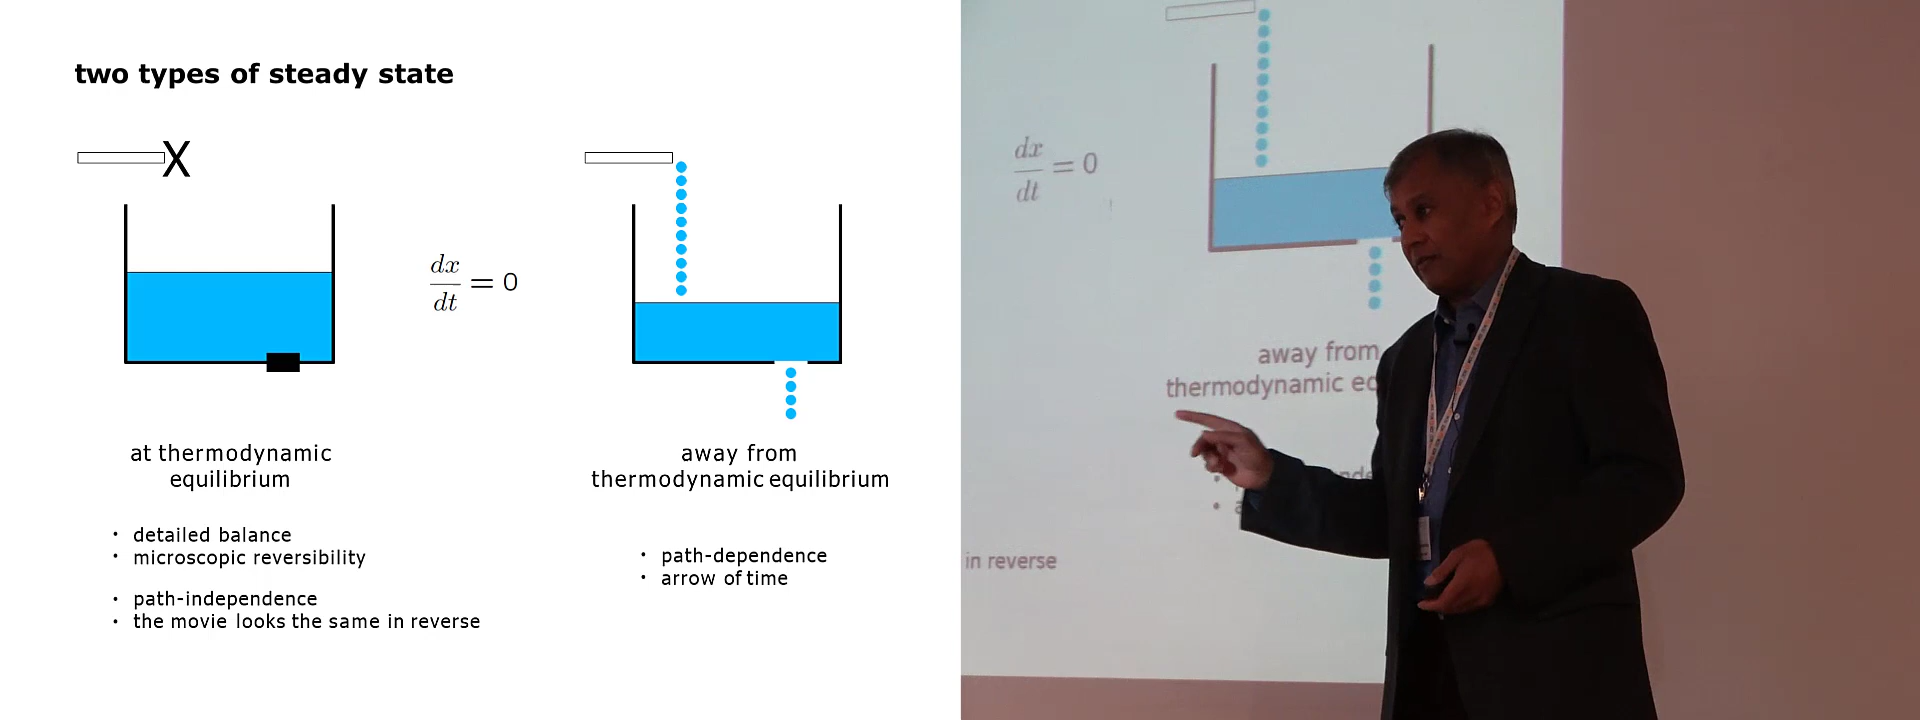 two types of steady state
X
dx/dt = 0
at thermodynamic
equilibrium
away from
thermodynamic equilibrium
• detailed balance
• microscopic reversibility
• path-independence
• the movie looks the same in reverse
• path-dependence
• arrow of time
dx/dt = 0
away from
thermodynamic
in reverse